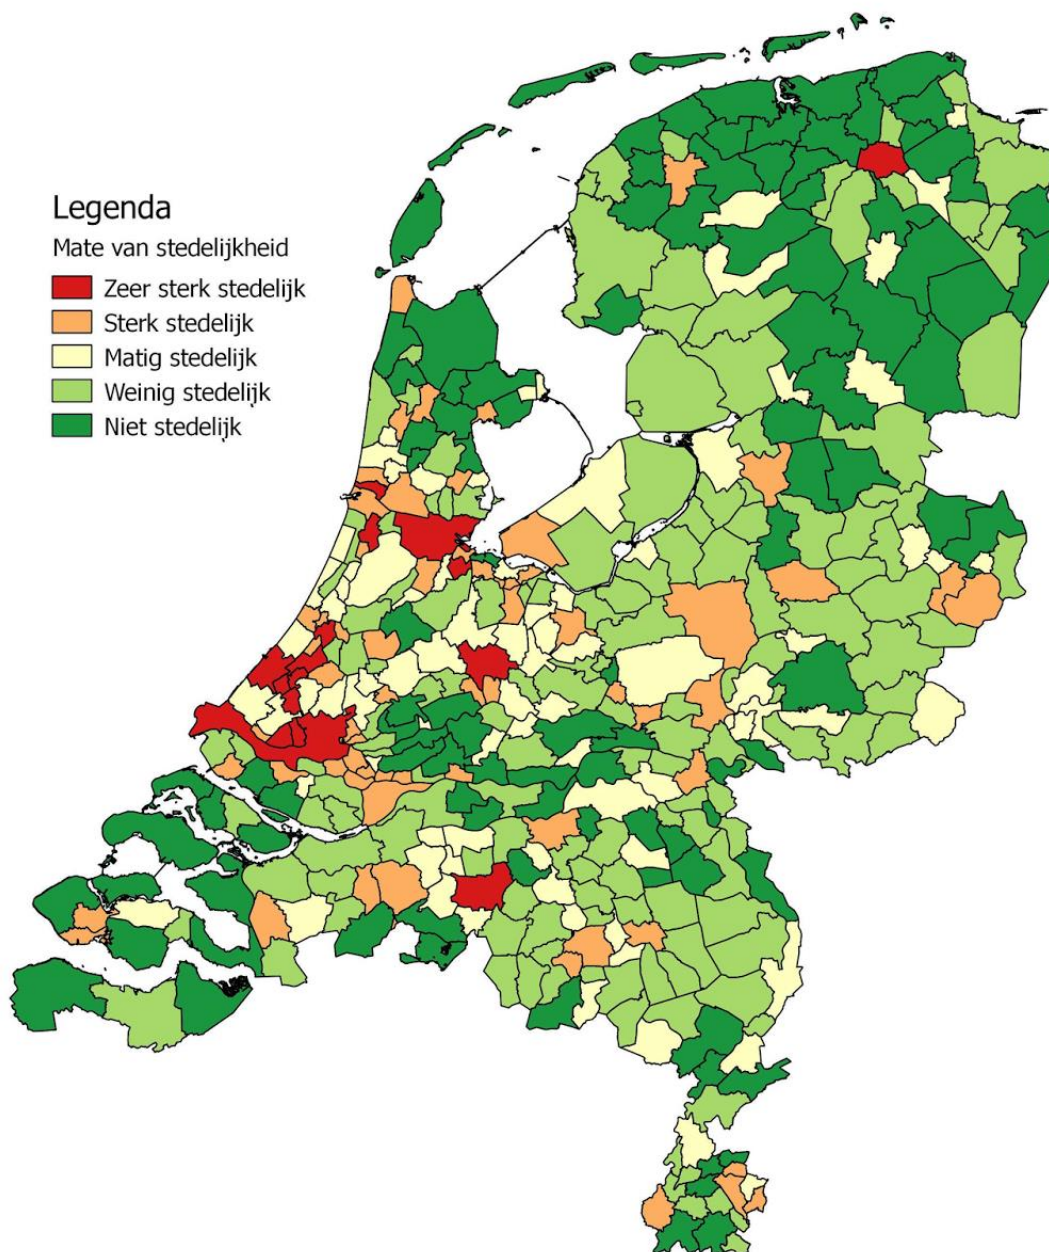 Legenda
Mate van stedelijkheid
Zeer sterk stedelijk
Sterk stedelijk
Matig stedelijk
Weinig stedelijk
Niet stedelijk